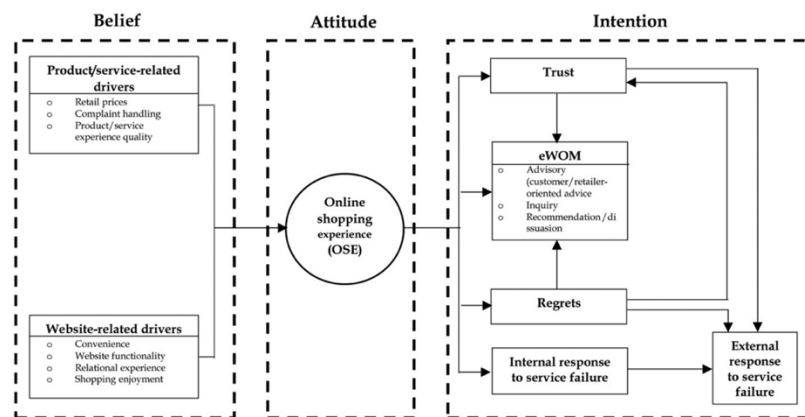 Belief
Attitude
Intention
Product/service-related
drivers
o Retail prices
o Complaint handling
o Product/service
experience quality
Website-related drivers
o Convenience
o Website functionality
o Relational experience
o Shopping enjoyment
Online
shopping
experience
(OSE)
Trust
eWOM
o Advisory
(customer/retailer-
oriented advice
o Inquiry
o Recommendation/di
ssuasion
Regrets
Internal response
to service failure
External
response
to service
failure